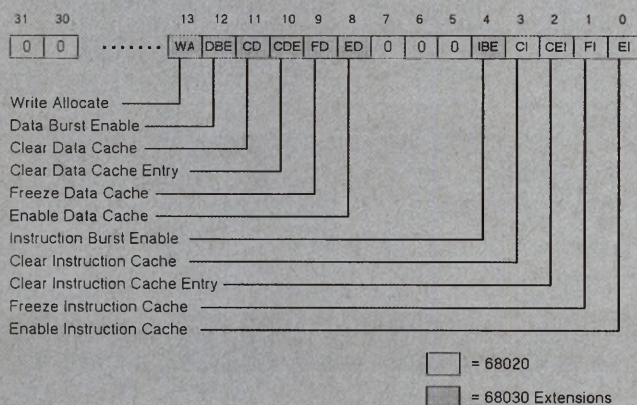 31 30 13 12 11 10 9 8 7 6 5 4 3 2 1 0
0 0 ....... WA DBE CD CDE FD ED 0 0 0 IBE CI CEI FI EI
Write Allocate
Data Burst Enable
Clear Data Cache
Clear Data Cache Entry
Freeze Data Cache
Enable Data Cache
Instruction Burst Enable
Clear Instruction Cache
Clear Instruction Cache Entry
Freeze Instruction Cache
Enable Instruction Cache
= 68020
= 68030 Extensions